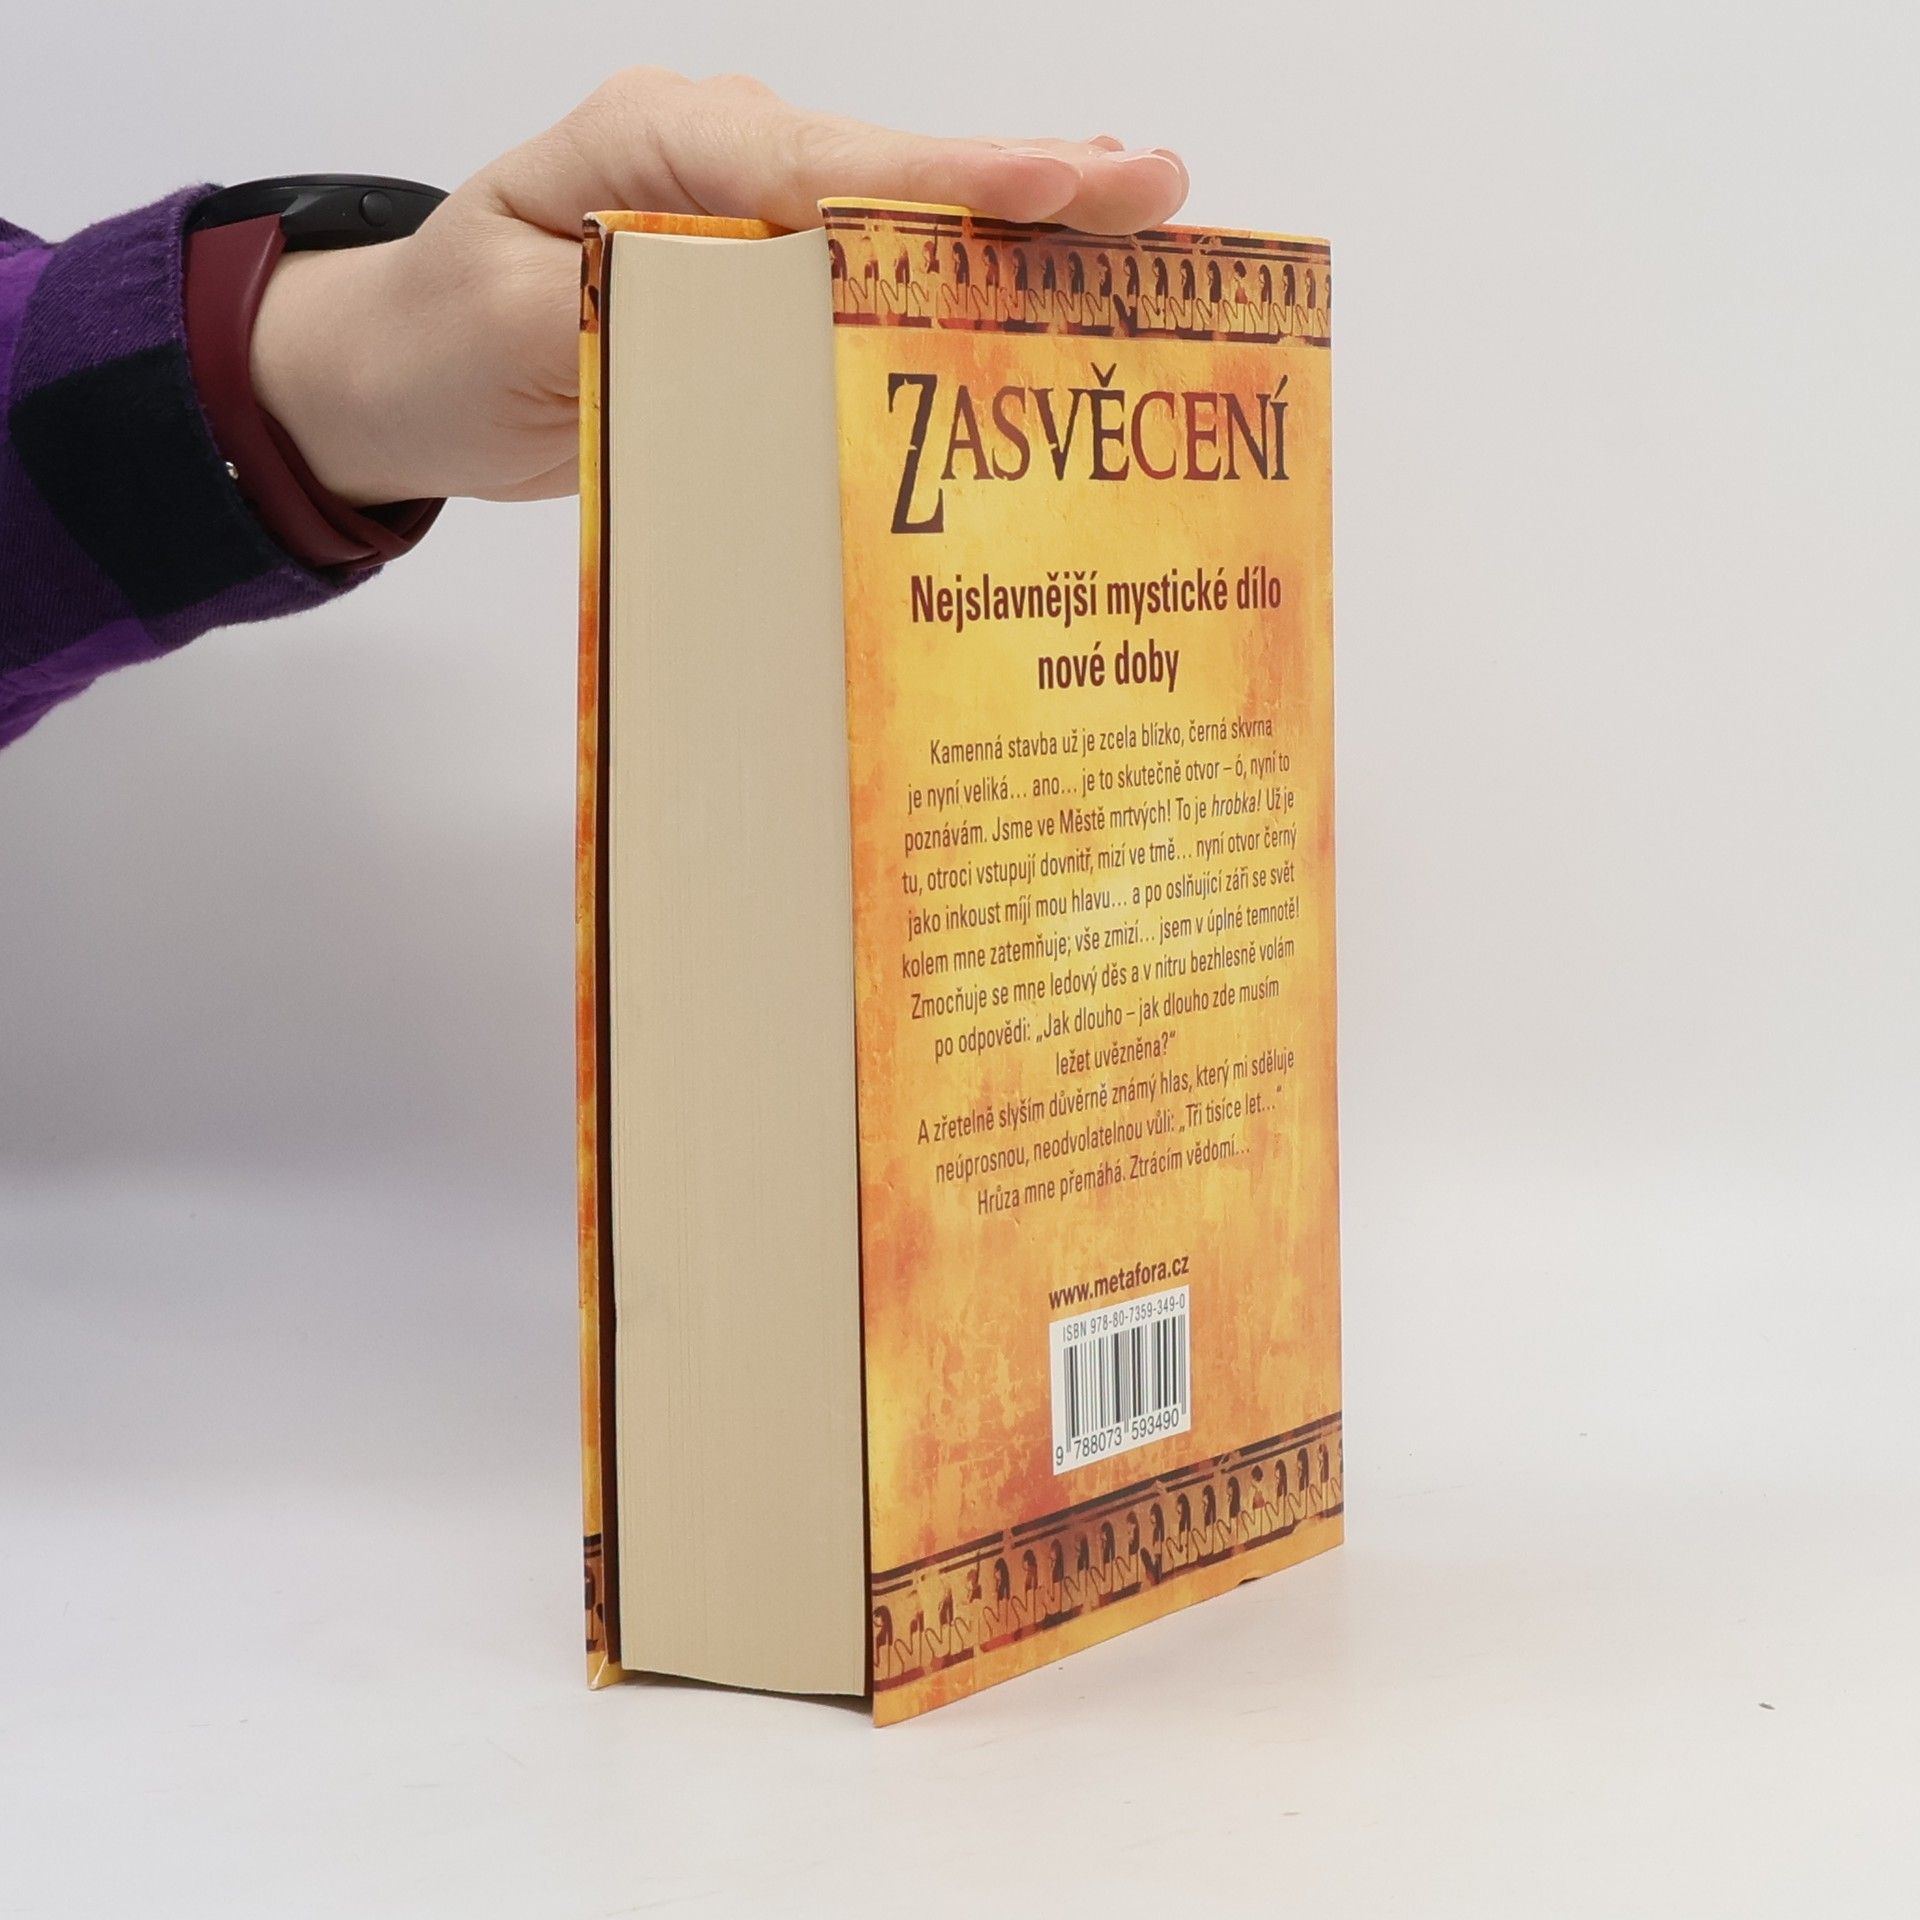 ZASVĚCENÍ
Nejslavnější mystické dílo
nové doby
Kamenná stavba už je zcela blízko, černá skvrna
je nyní veliká… ano… je to skutečně otvor – ó, nyní to
poznávám. Jsme ve Městě mrtvých! To je hrobka! Už je
tu, otroci vstupují dovnitř, mizí ve tmě… nyní otvor černý
jako inkoust míjí mou hlavu… a po oslňující záři se svět
kolem mne zatemňuje; vše zmizí… jsem v úplné temnotě!
Zmocňuje se mne ledový děs a v nitru bezhlesně volám
po odpovědi: „Jak dlouho – jak dlouho zde musím
ležet uvězněna?“
A zřetelně slyším důvěrně známý hlas, který mi sděluje
neúprosnou, neodvolatelnou vůli: „Tři tisíce let…“
Hrůza mne přemáhá. Ztrácím vědomí…
www.metafora.cz
ISBN 978-80-7359-349-0
9 788073 593490